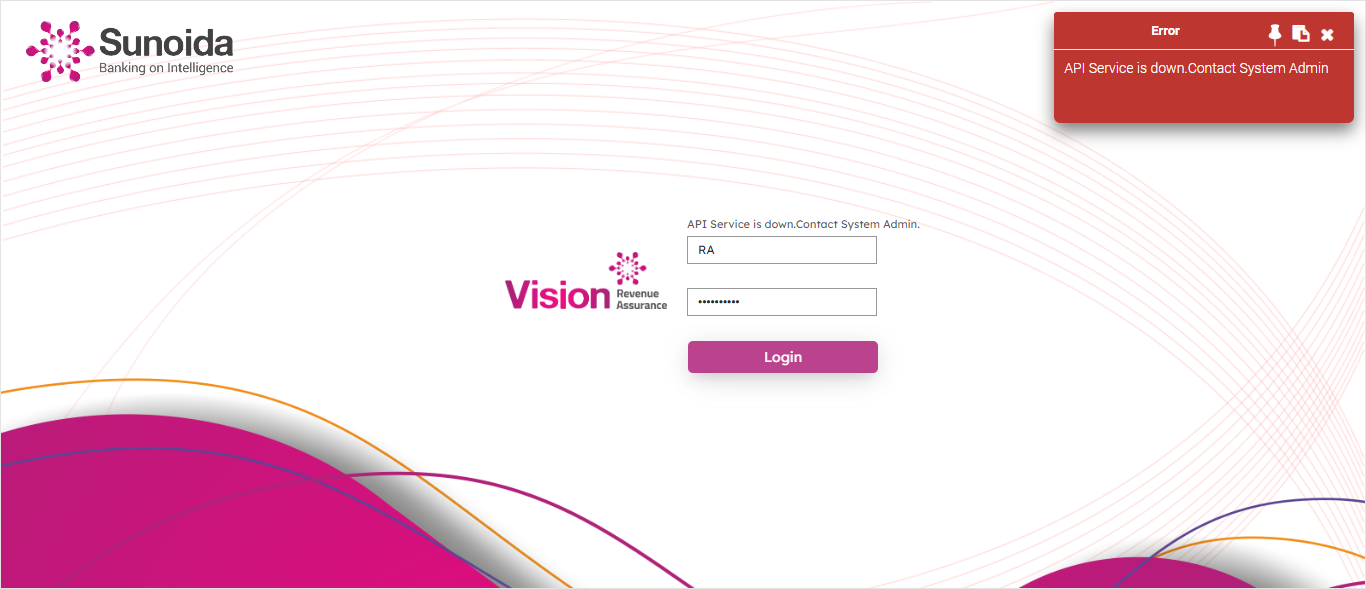 Sunoida
Banking on Intelligence
Error
API Service is down.Contact System Admin
API Service is down.Contact System Admin.
RA
••••••••••
Vision
Revenue
Assurance
Login